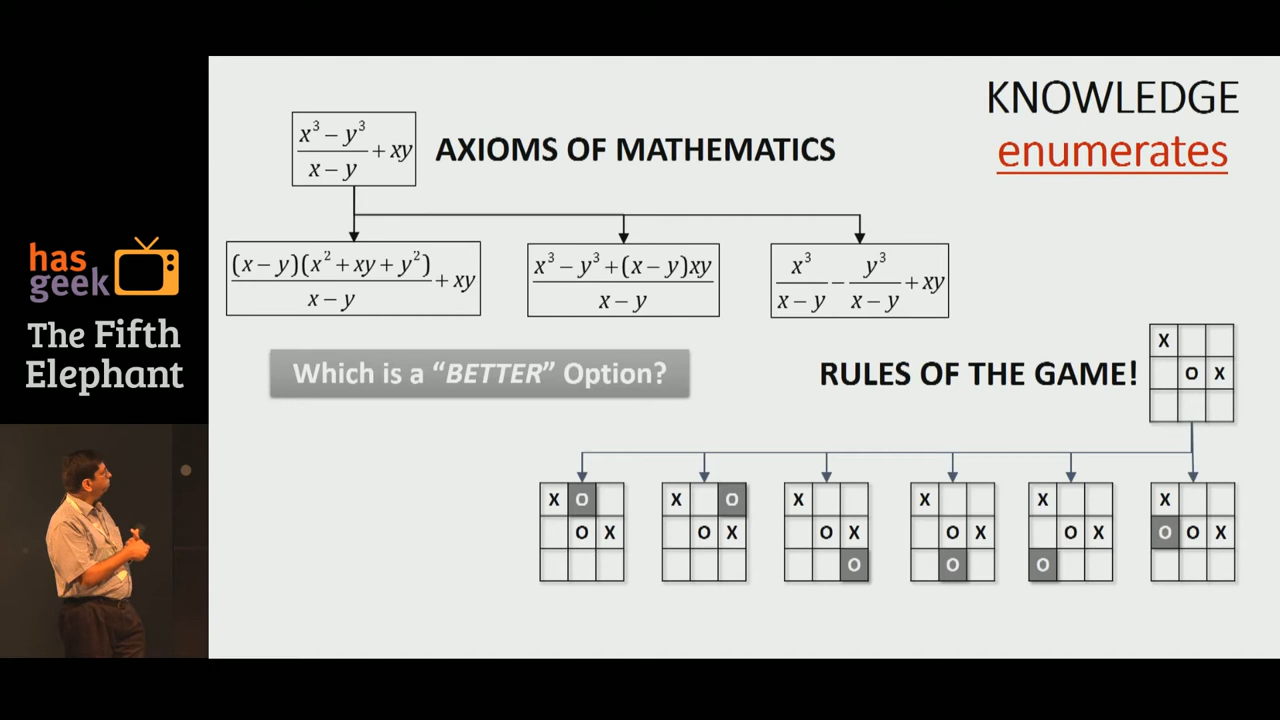 KNOWLEDGE
enumerates
x³ − y³ / x − y + xy
AXIOMS OF MATHEMATICS
(x − y)(x² + xy + y²) / x − y + xy
x³ − y³ + (x − y)xy / x − y
x³ / x − y − y³ / x − y + xy
has
geek
The Fifth
Elephant
Which is a “BETTER” Option?
RULES OF THE GAME!
X
O X
X O
O X
X O
O X
X
O X
O
X
O X
O
X
O X
O
X
O O X